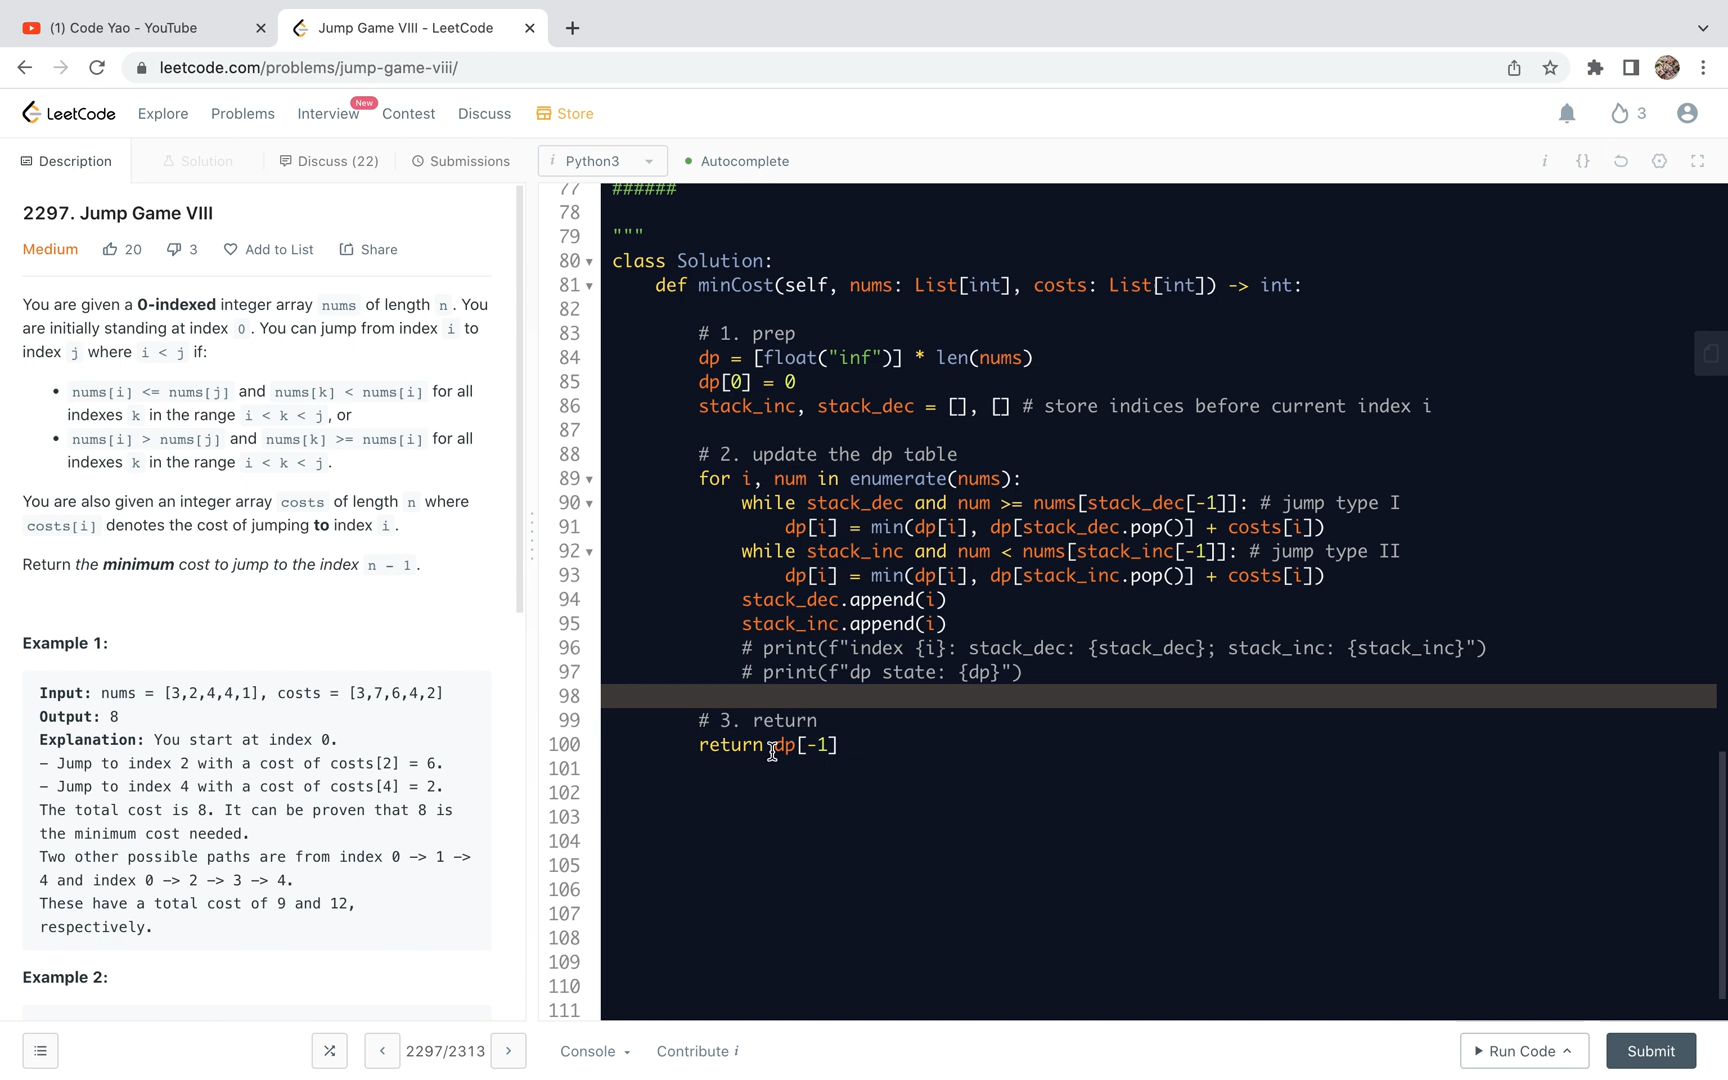 (1) Code Yao - YouTube
Jump Game VIII - LeetCode
leetcode.com/problems/jump-game-viii/
LeetCode
Explore
Problems
Interview
New
Contest
Discuss
Store
3
Description
Solution
Discuss (22)
Submissions
i Python3
Autocomplete
2297. Jump Game VIII
Medium
20
3
Add to List
Share
You are given a 0-indexed integer array nums of length n. You
are initially standing at index 0. You can jump from index i to
index j where i < j if:
• nums[i] <= nums[j] and nums[k] < nums[i] for all
indexes k in the range i < k < j, or
• nums[i] > nums[j] and nums[k] >= nums[i] for all
indexes k in the range i < k < j.
You are also given an integer array costs of length n where
costs[i] denotes the cost of jumping to index i.
Return the minimum cost to jump to the index n - 1.
Example 1:
Input: nums = [3,2,4,4,1], costs = [3,7,6,4,2]
Output: 8
Explanation: You start at index 0.
- Jump to index 2 with a cost of costs[2] = 6.
- Jump to index 4 with a cost of costs[4] = 2.
The total cost is 8. It can be proven that 8 is
the minimum cost needed.
Two other possible paths are from index 0 -> 1 ->
4 and index 0 -> 2 -> 3 -> 4.
These have a total cost of 9 and 12,
respectively.
Example 2:
77 ######
78
79 """
80 class Solution:
81 def minCost(self, nums: List[int], costs: List[int]) -> int:
82
83 # 1. prep
84 dp = [float("inf")] * len(nums)
85 dp[0] = 0
86 stack_inc, stack_dec = [], [] # store indices before current index i
87
88 # 2. update the dp table
89 for i, num in enumerate(nums):
90 while stack_dec and num >= nums[stack_dec[-1]]: # jump type I
91 dp[i] = min(dp[i], dp[stack_dec.pop()] + costs[i])
92 while stack_inc and num < nums[stack_inc[-1]]: # jump type II
93 dp[i] = min(dp[i], dp[stack_inc.pop()] + costs[i])
94 stack_dec.append(i)
95 stack_inc.append(i)
96 # print(f"index {i}: stack_dec: {stack_dec}; stack_inc: {stack_inc}")
97 # print(f"dp state: {dp}")
98
99 # 3. return
100 return dp[-1]
101
102
103
104
105
106
107
108
109
110
111
2297/2313
Console
Contribute i
Run Code
Submit